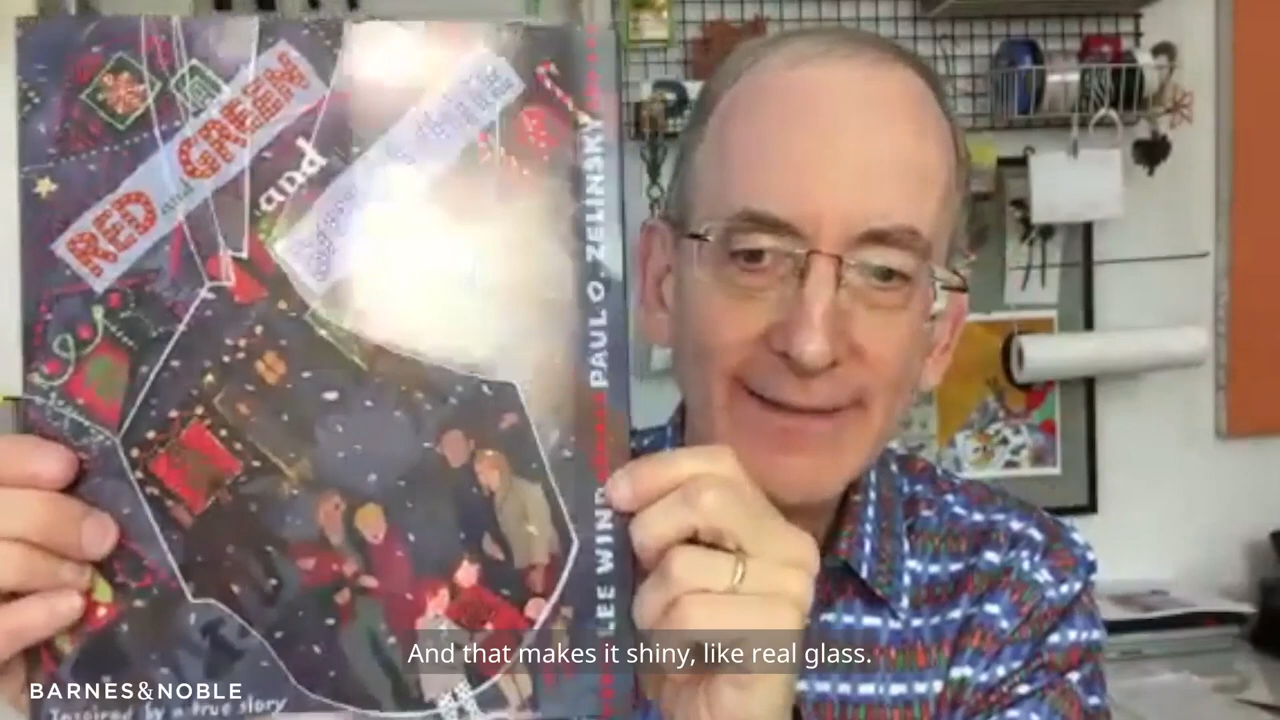 RED and GREEN
and
PAUL O. ZELINSKY
LEE WIND
And that makes it shiny, like real glass.
BARNES&NOBLE
Inspired by a true story